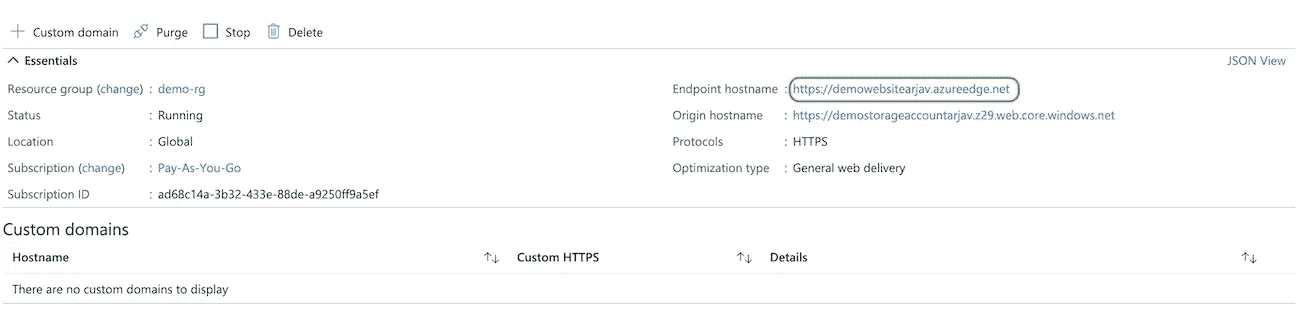 Custom domain Purge Stop Delete
Essentials JSON View
Resource group (change) : demo-rg Endpoint hostname : https://demowebsitearjav.azureedge.net
Status : Running Origin hostname : https://demostorageaccountarjav.z29.web.core.windows.net
Location : Global Protocols : HTTPS
Subscription (change) : Pay-As-You-Go Optimization type : General web delivery
Subscription ID : ad68c14a-3b32-433e-88de-a9250ff9a5ef
Custom domains
Hostname Custom HTTPS Details
There are no custom domains to display